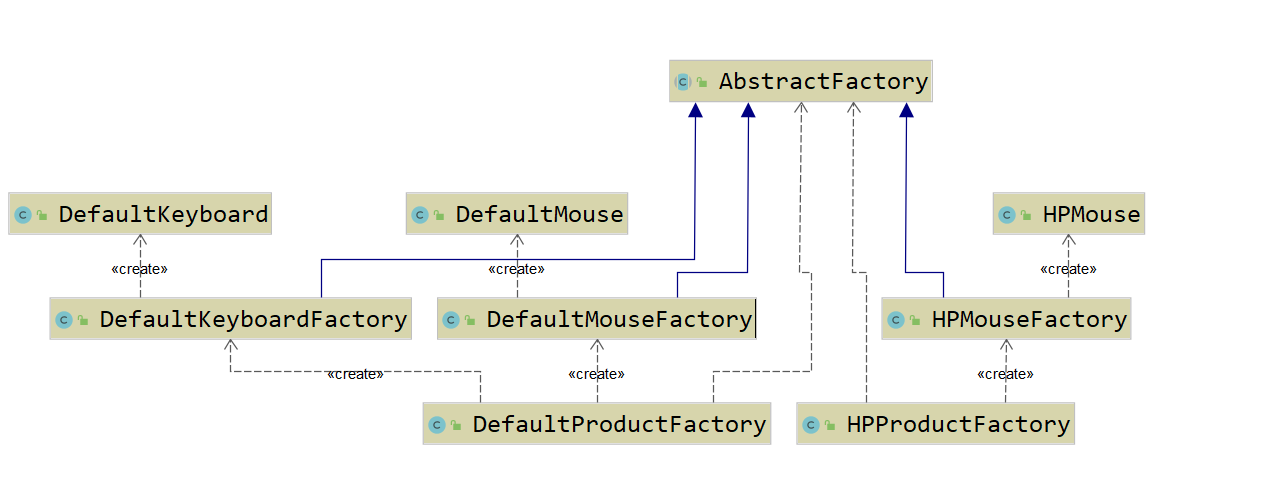 AbstractFactory
DefaultKeyboard
DefaultMouse
HPMouse
«create»
«create»
«create»
DefaultKeyboardFactory
DefaultMouseFactory
HPMouseFactory
«create»
«create»
«create»
DefaultProductFactory
HPProductFactory